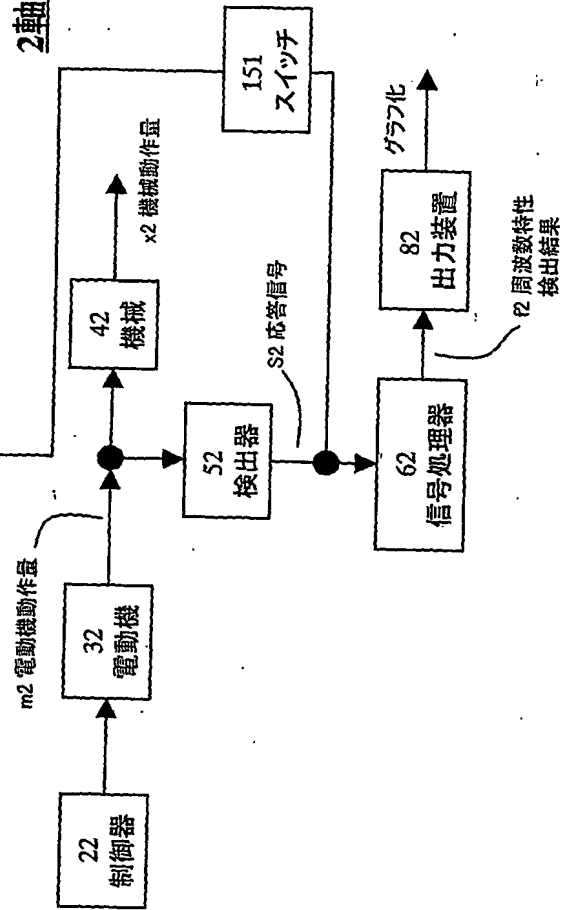 2軸
151
スイッチ
x2 機械動作量
グラフ化
42
機械
82
出力装置
S2 応答信号
f2 周波数特性
検出結果
52
検出器
62
信号処理器
m2 電動機動作量
32
電動機
22
制御器